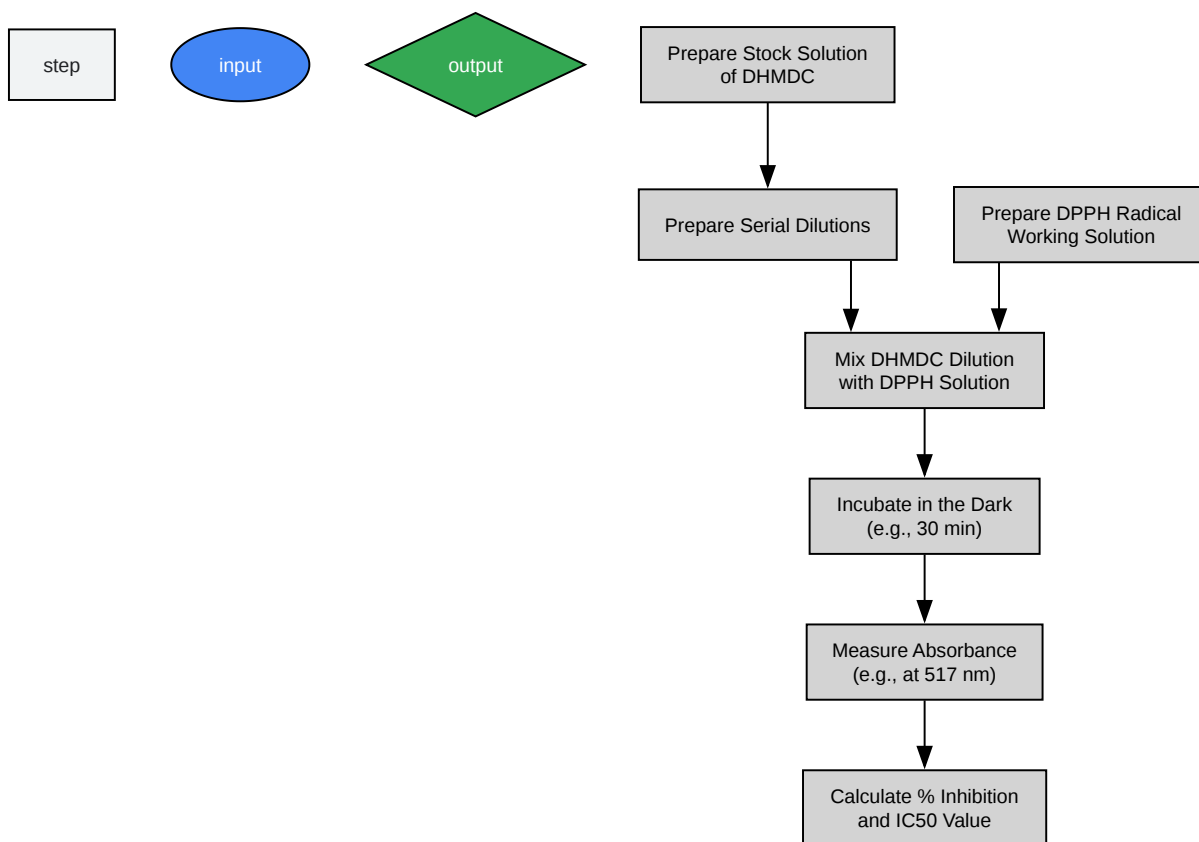 step
input
output
Prepare Stock Solution
of DHMDC
Prepare Serial Dilutions
Prepare DPPH Radical
Working Solution
Mix DHMDC Dilution
with DPPH Solution
Incubate in the Dark
(e.g., 30 min)
Measure Absorbance
(e.g., at 517 nm)
Calculate % Inhibition
and IC50 Value